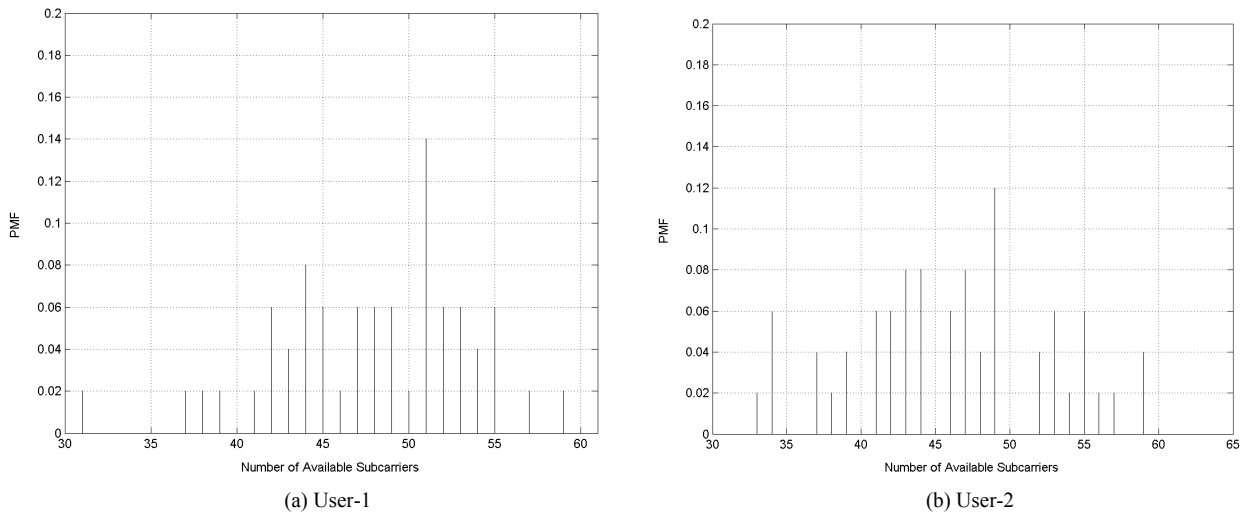 0.2
0.18
0.16
0.14
0.12
0.1
0.08
0.06
0.04
0.02
0
PMF
30 35 40 45 50 55 60
Number of Available Subcarriers
(a) User-1
0.2
0.18
0.16
0.14
0.12
0.1
0.08
0.06
0.04
0.02
0
PMF
30 35 40 45 50 55 60 65
Number of Available Subcarriers
(b) User-2